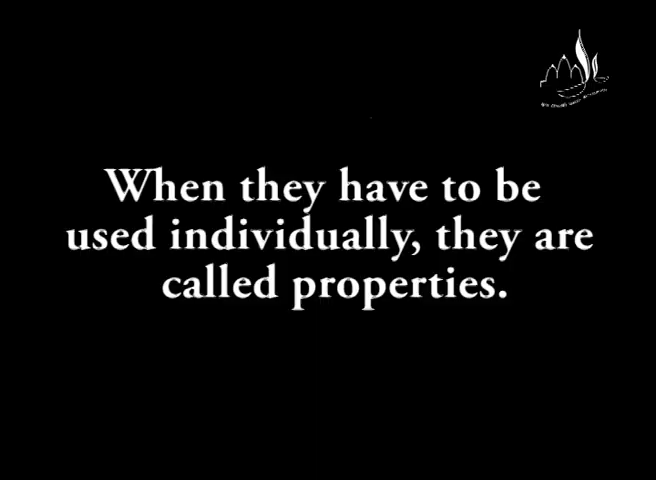 When they have to be
used individually, they are
called properties.